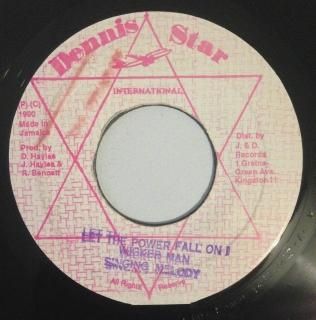 Dennis Star
INTERNATIONAL
(P)-(C)
1990
Made in
Jamaica
Prod. by
D. Hayles
J. Hayles &
R. Bennett
Dist. by
J. & D.
Records
1 Gretna-
Green Ave.
Kingston 11
LET THE POWER FALL ON I
WICKER MAN
SINGING MELODY
All Rights Reserve